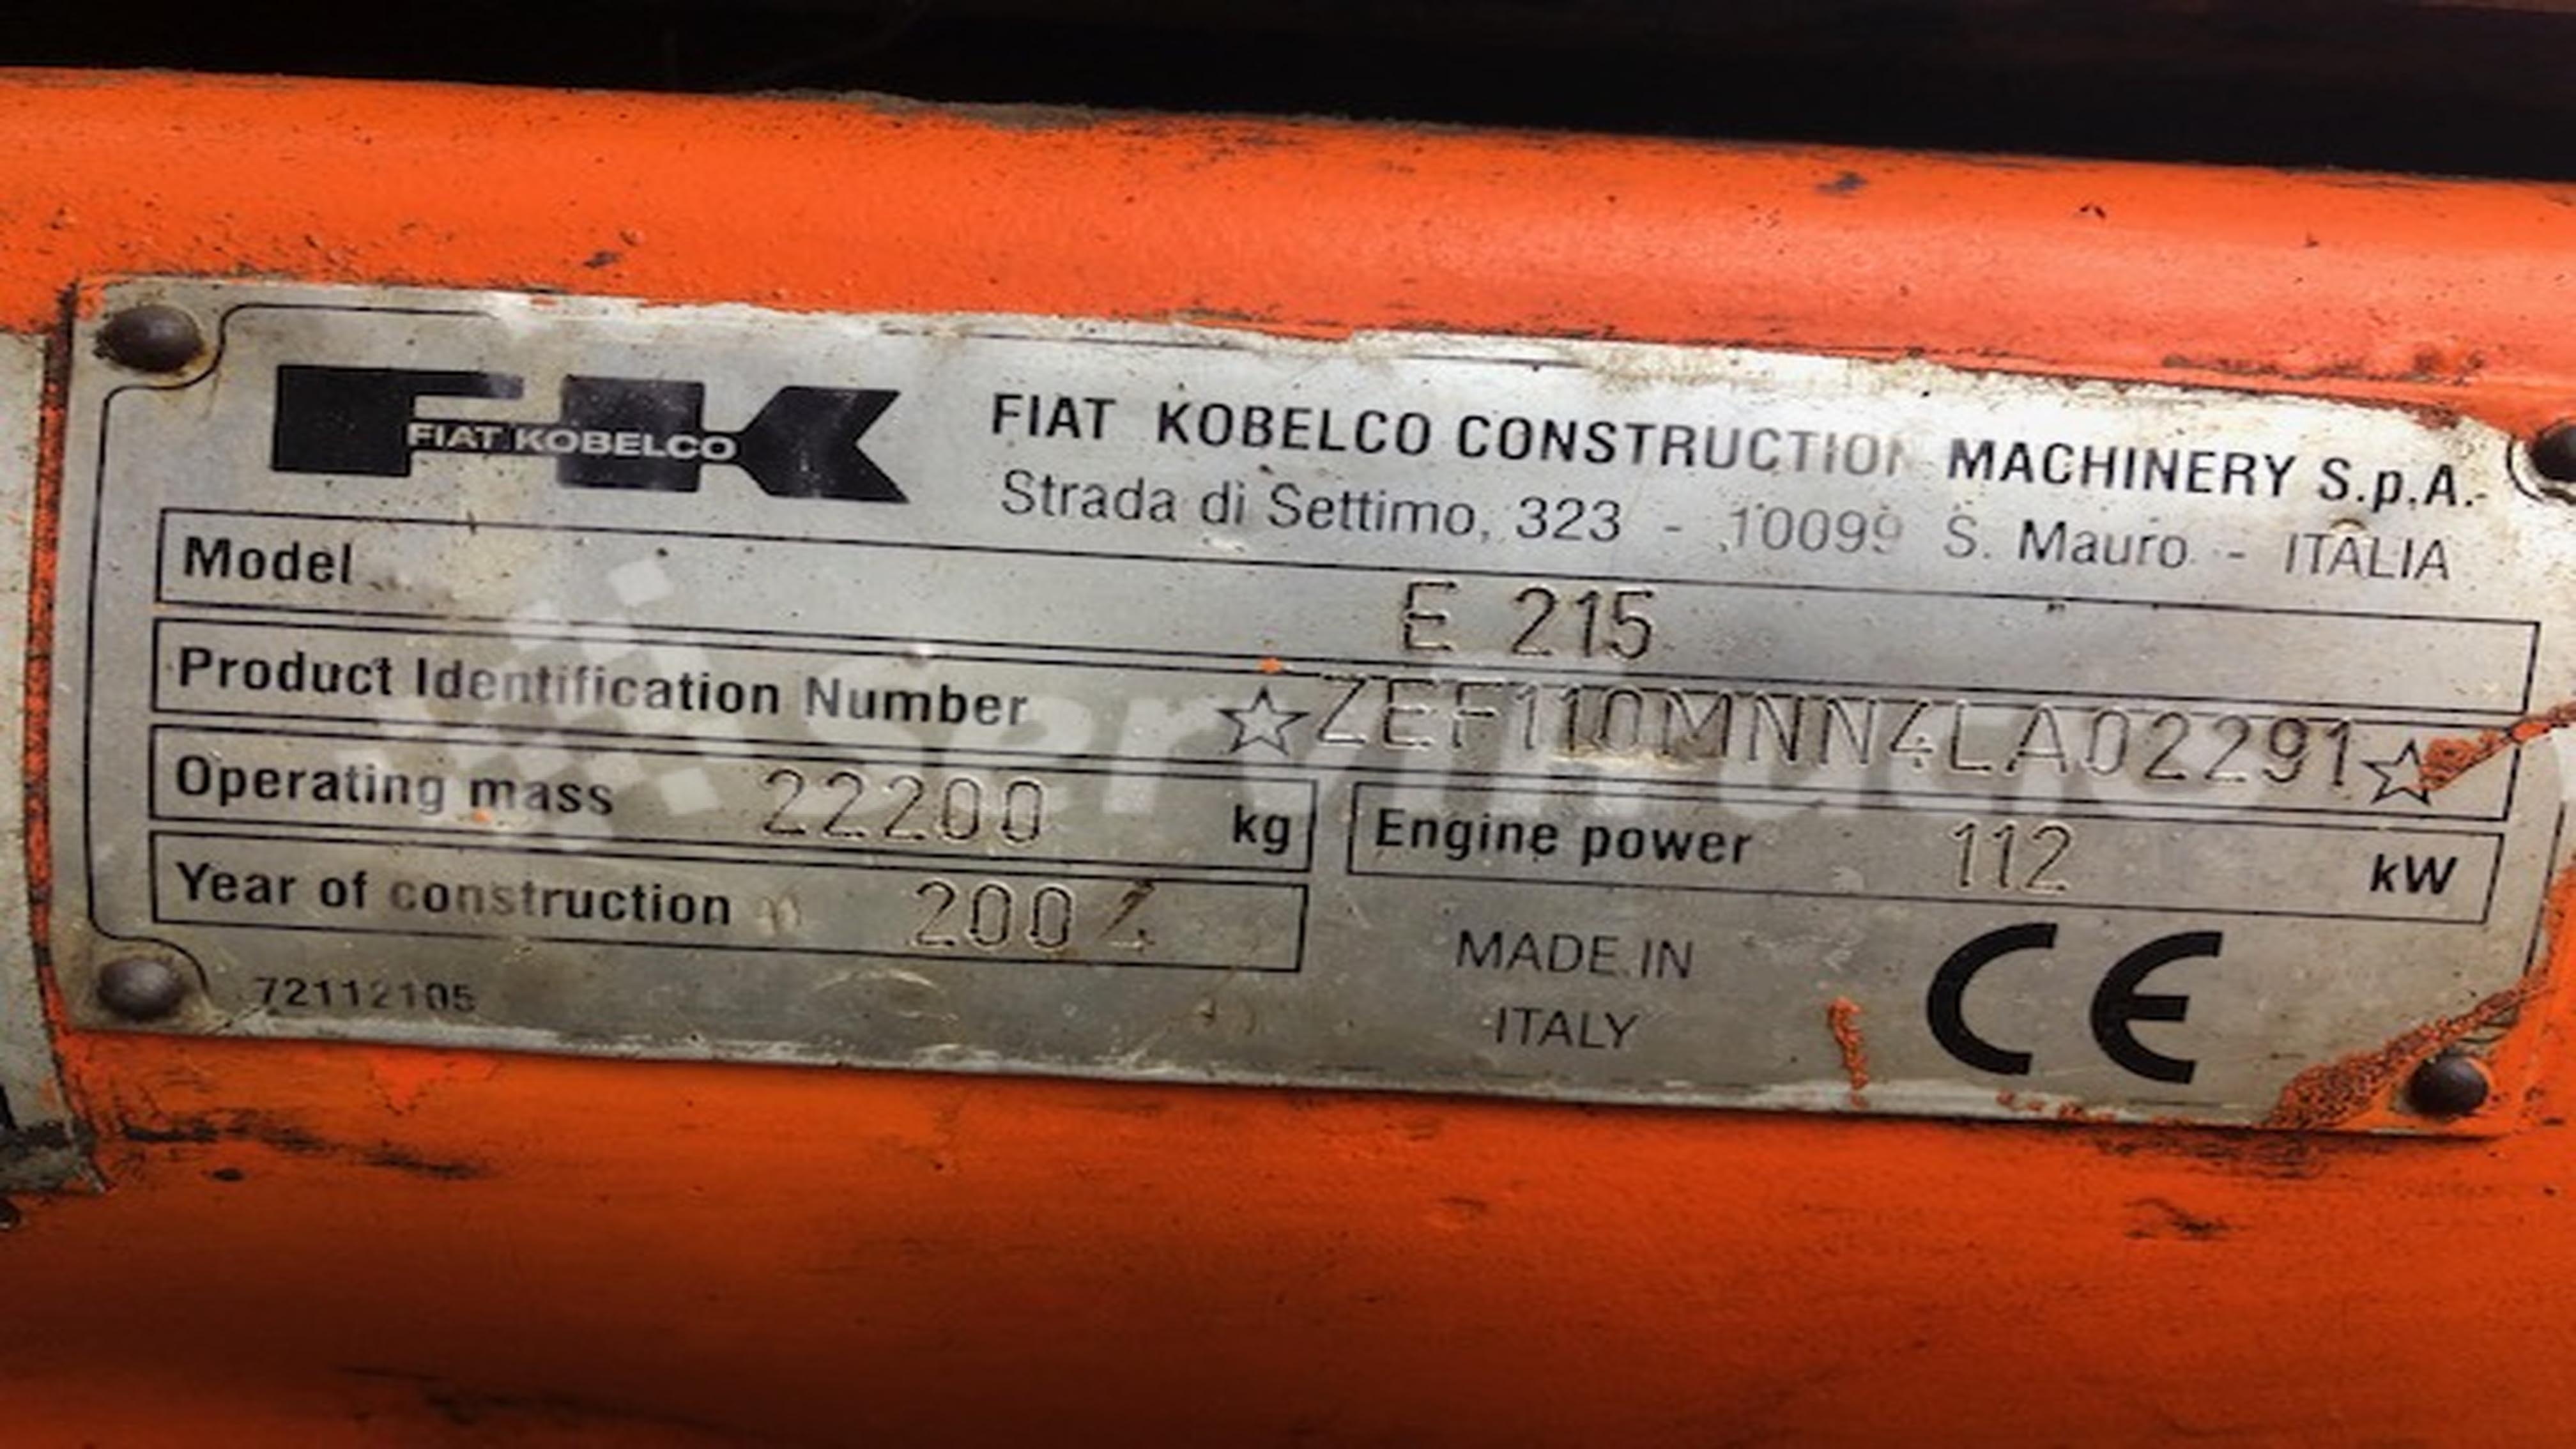 FIAT KOBELCO
FIAT KOBELCO CONSTRUCTION MACHINERY S.p.A.
Strada di Settimo, 323 - 10099 S. Mauro - ITALIA
Model E 215
Product Identification Number ☆ZEF110MNN4LA02291☆
Operating mass 22200 kg
Engine power 112 kW
Year of construction 2004
MADE IN
ITALY
CE
72112105